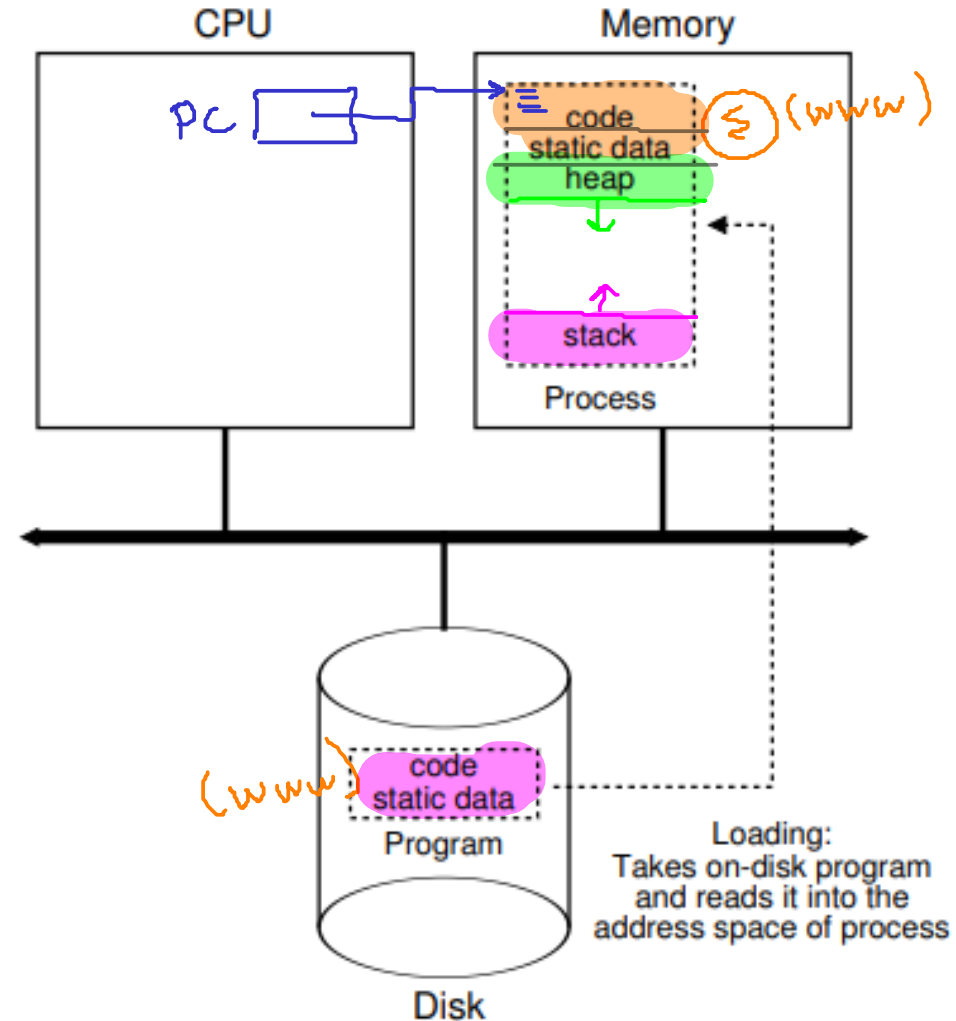 CPU
Memory
PC
code
(www)
static data
heap
stack
Process
(www)
code
static data
Program
Loading:
Takes on-disk program
and reads it into the
address space of process
Disk